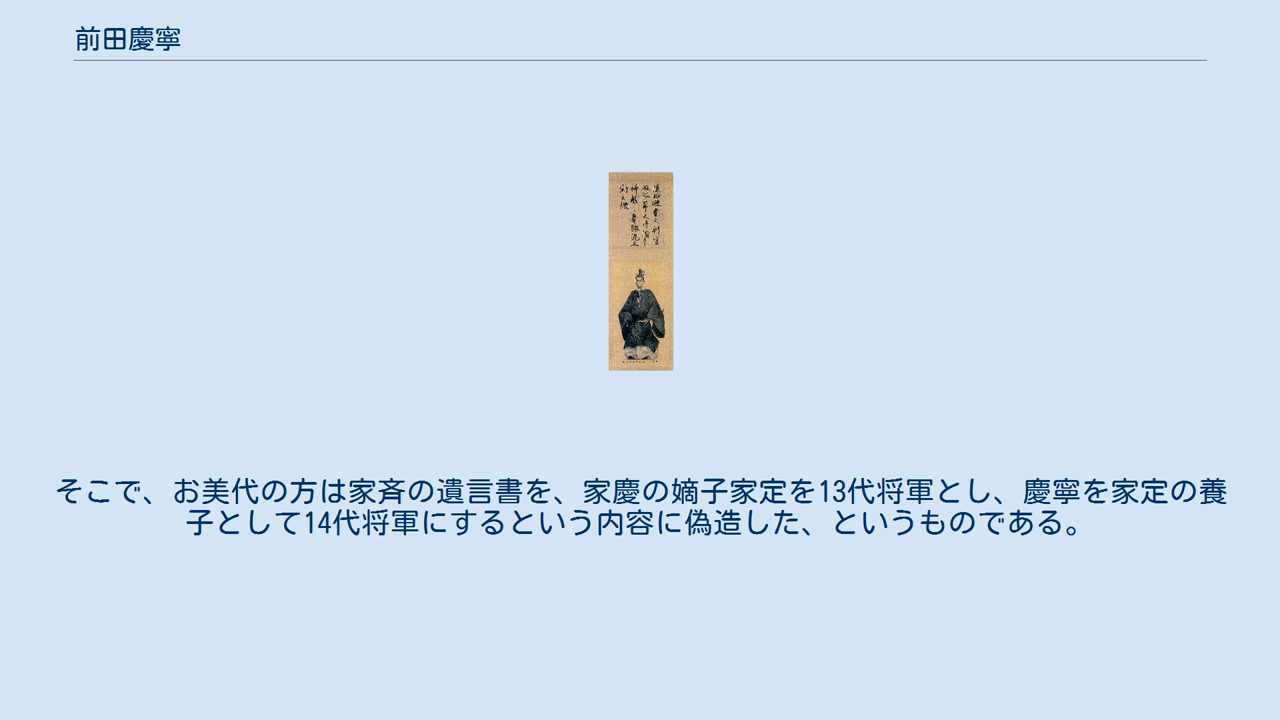 前田慶寧
そこで、お美代の方は家斉の遺言書を、家慶の嫡子家定を13代将軍とし、慶寧を家定の養
子として14代将軍にするという内容に偽造した、というものである。